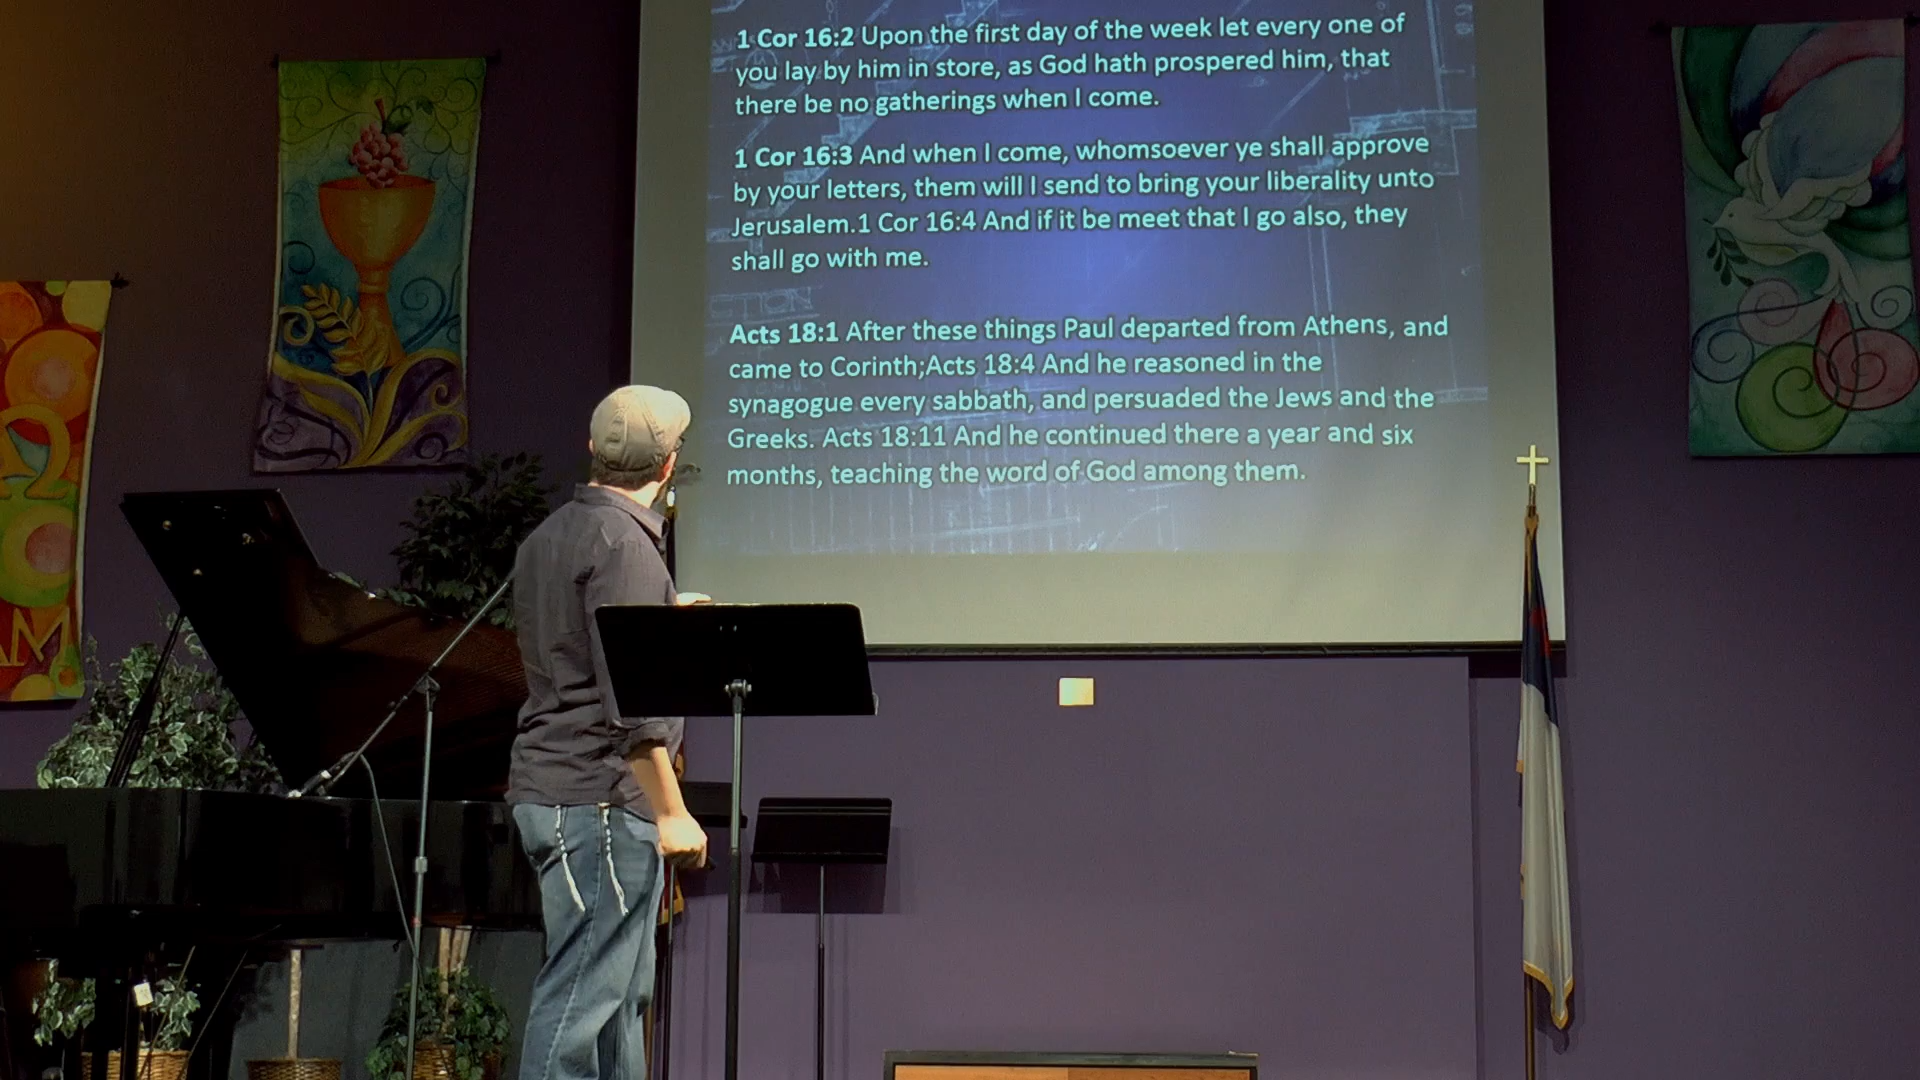 1 Cor 16:2 Upon the first day of the week let every one of
you lay by him in store, as God hath prospered him, that
there be no gatherings when I come.
1 Cor 16:3 And when I come, whomsoever ye shall approve
by your letters, them will I send to bring your liberality unto
Jerusalem.1 Cor 16:4 And if it be meet that I go also, they
shall go with me.
Acts 18:1 After these things Paul departed from Athens, and
came to Corinth;Acts 18:4 And he reasoned in the
synagogue every sabbath, and persuaded the Jews and the
Greeks. Acts 18:11 And he continued there a year and six
months, teaching the word of God among them.
Ω
AM